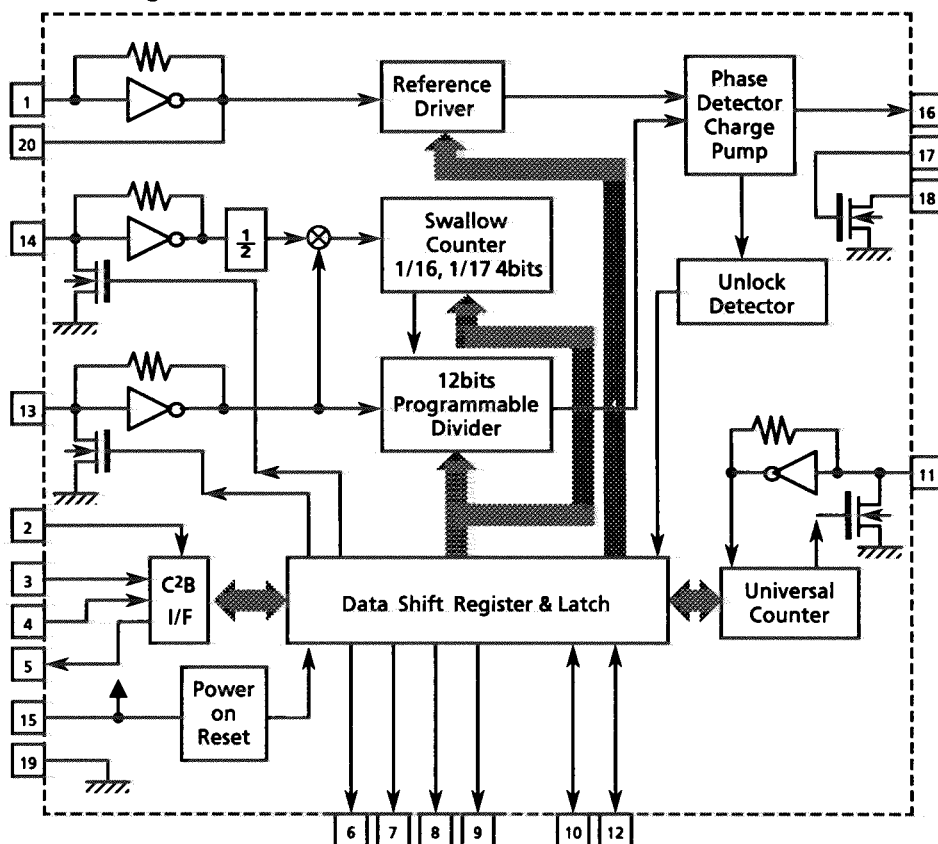 1
20
14
13
2
3
4
5
15
19
Reference
Driver
Phase
Detector
Charge
Pump
16
17
18
1/2
Swallow
Counter
1/16, 1/17 4bits
Unlock
Detector
12bits
Programmable
Divider
11
C²B
I/F
Data Shift Register & Latch
Universal
Counter
Power
on
Reset
6
7
8
9
10
12